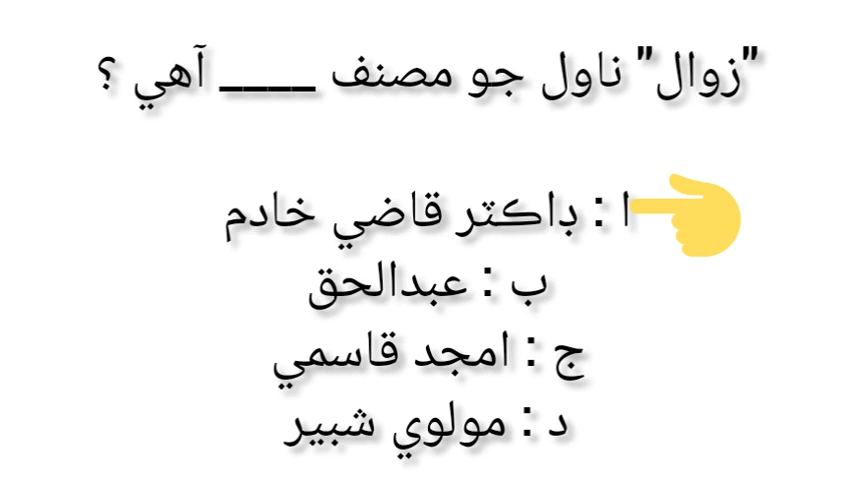 "زوال" ناول جو مصنف ____ آهي ؟
ا : ڊاڪٽر قاضي خادم
ب : عبدالحق
ج : امجد قاسمي
د : مولوي شبير